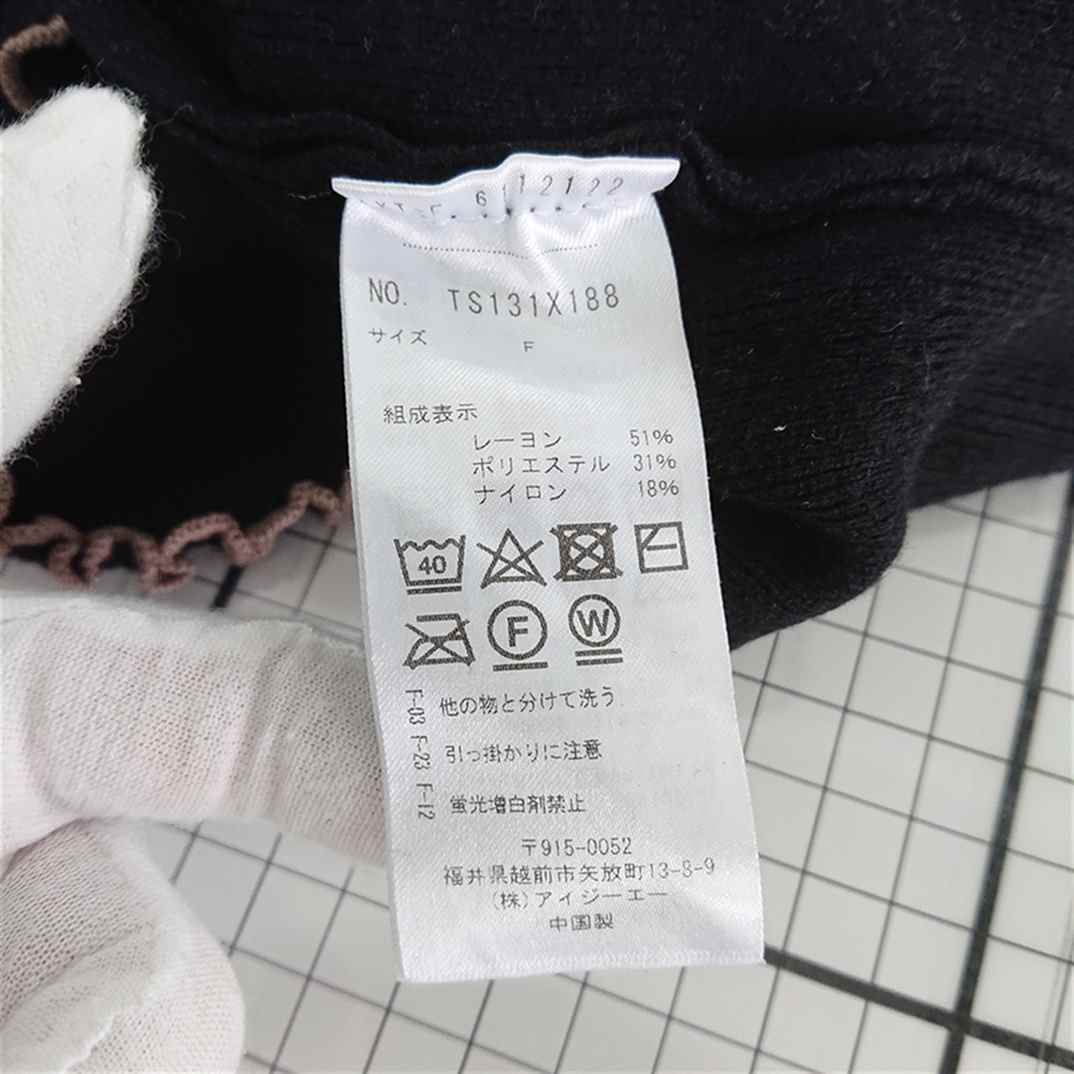 6 112122
NO. TS131X188
サイズ F
組成表示
レーヨン 51%
ポリエステル 31%
ナイロン 18%
40
F W
F-03 他の物と分けて洗う
F-23 引っ掛かりに注意
F-12 蛍光増白剤禁止
〒915-0052
福井県越前市矢放町13-8-9
(株)アイジーエー
中国製